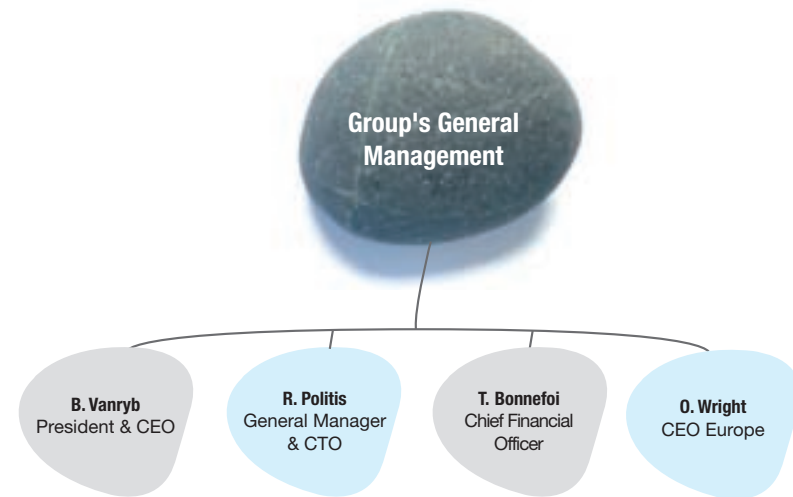 Group's General
Management
B. Vanryb
President & CEO
R. Politis
General Manager
& CTO
T. Bonnefoi
Chief Financial
Officer
O. Wright
CEO Europe